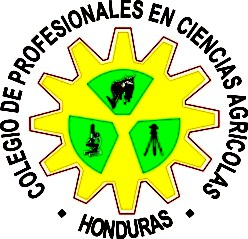 COLEGIO DE PROFESIONALES EN CIENCIAS AGRICOLAS
• HONDURAS •